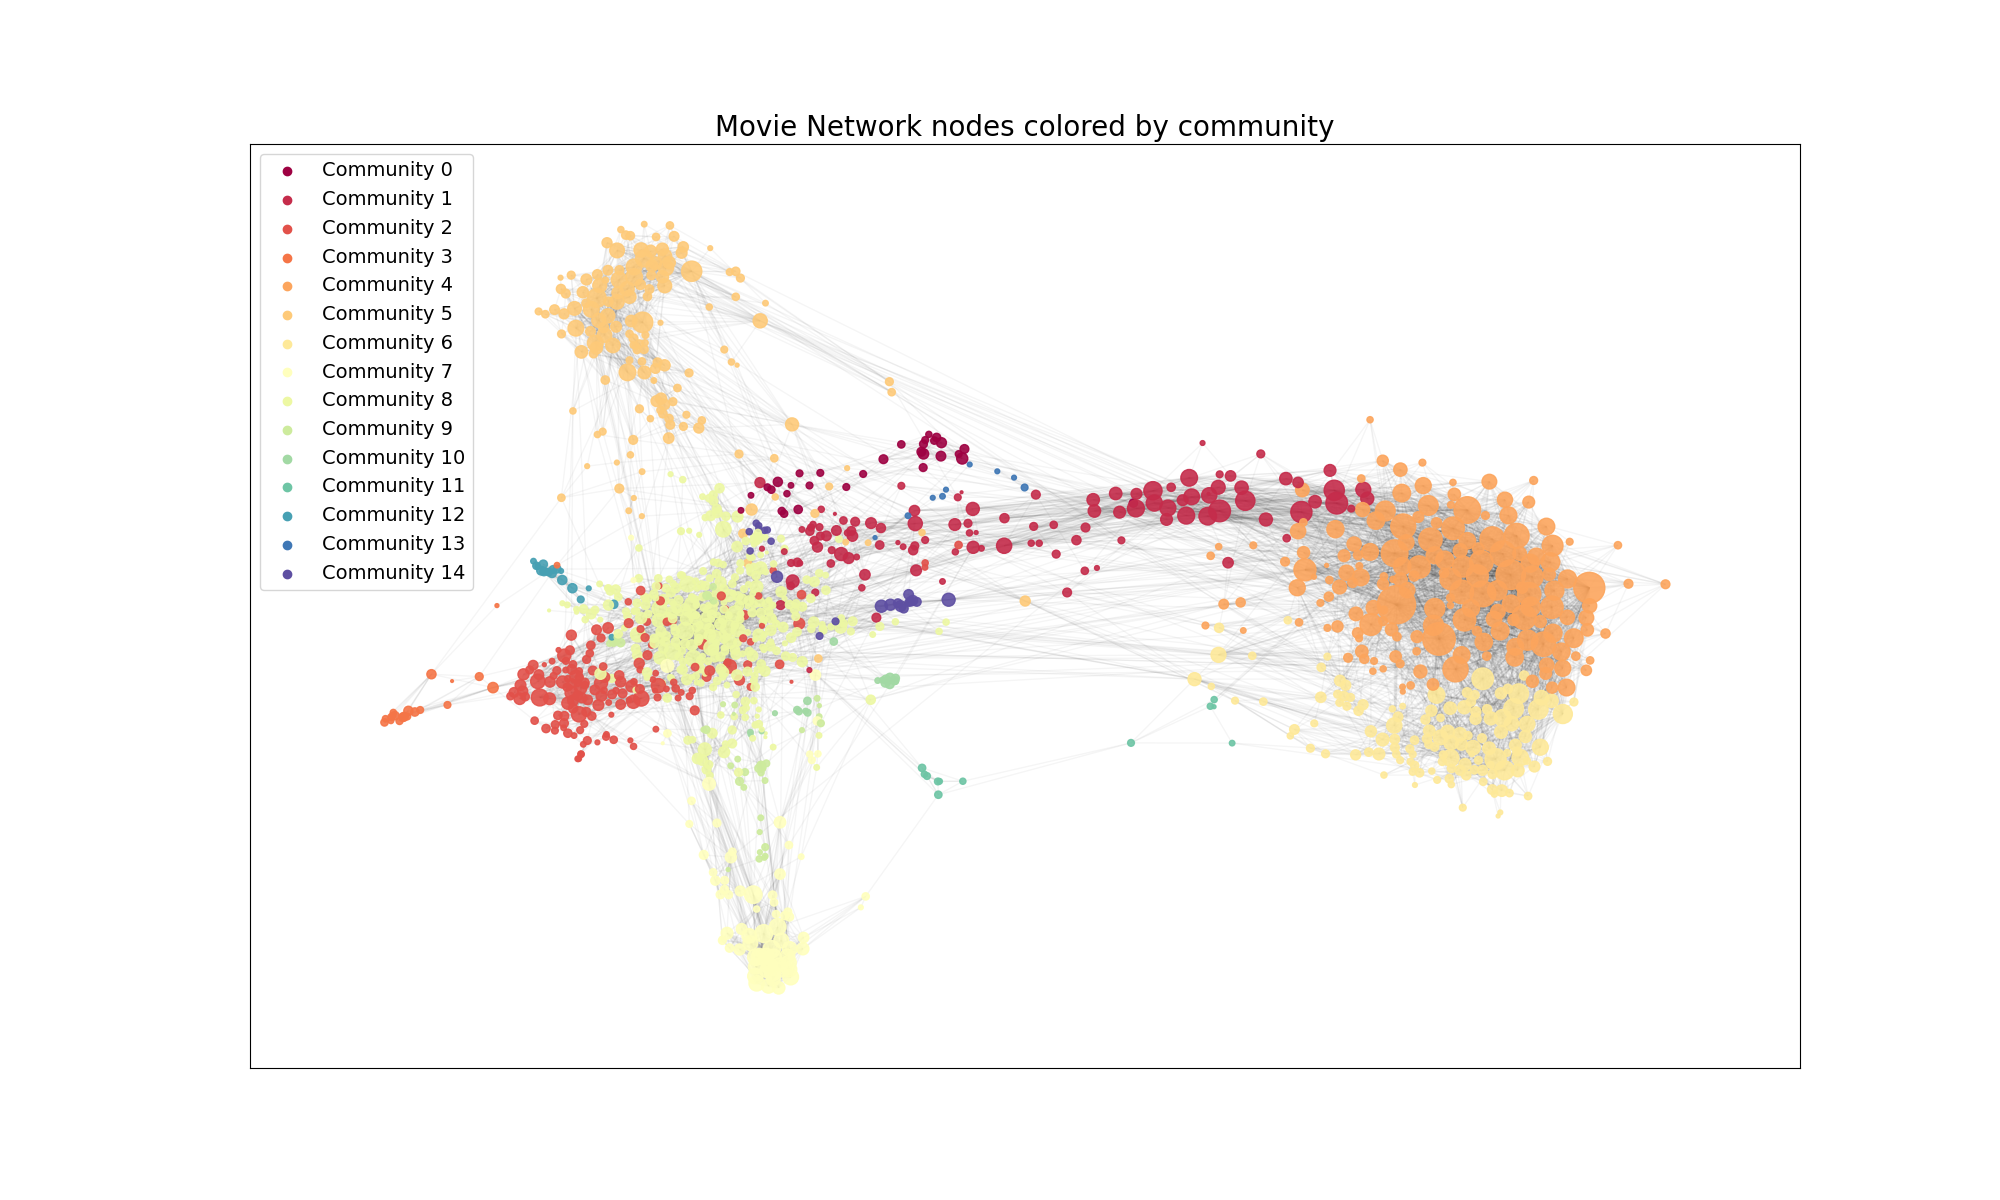 Movie Network nodes colored by community
Community 0
Community 1
Community 2
Community 3
Community 4
Community 5
Community 6
Community 7
Community 8
Community 9
Community 10
Community 11
Community 12
Community 13
Community 14